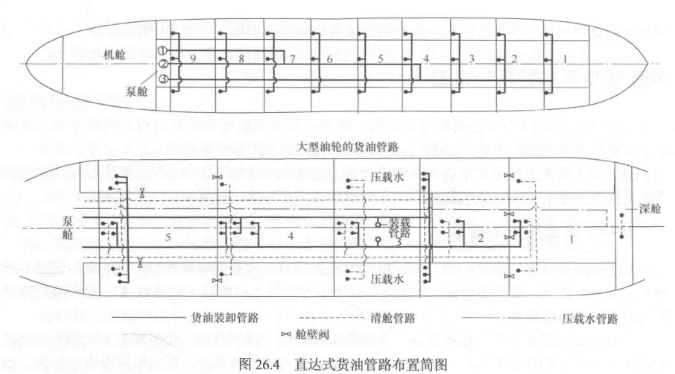 机舱
泵舱
① ② ③
9 8 7 6 5 4 3 2 1
大型油轮的货油管路
压载水
泵舱
装载管路
深舱
5 4 3 2 1
压载水
货油装卸管路 清舱管路 压载水管路
舱壁阀
图 26.4 直达式货油管路布置简图